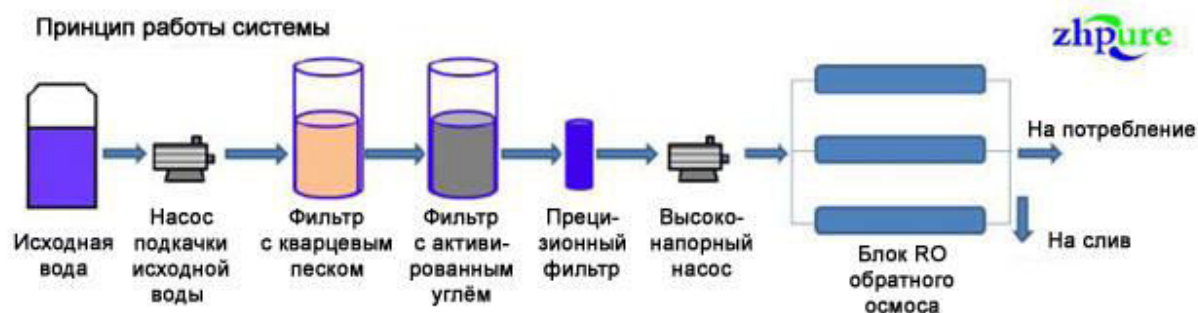 Принцип работы системы
zhpure
На потребление
На слив
Исходная
вода
Насос
подкачки
исходной
воды
Фильтр
с кварцевым
песком
Фильтр
с активи-
рованным
углём
Преци-
зионный
фильтр
Высоко-
напорный
насос
Блок RO
обратного
осмоса